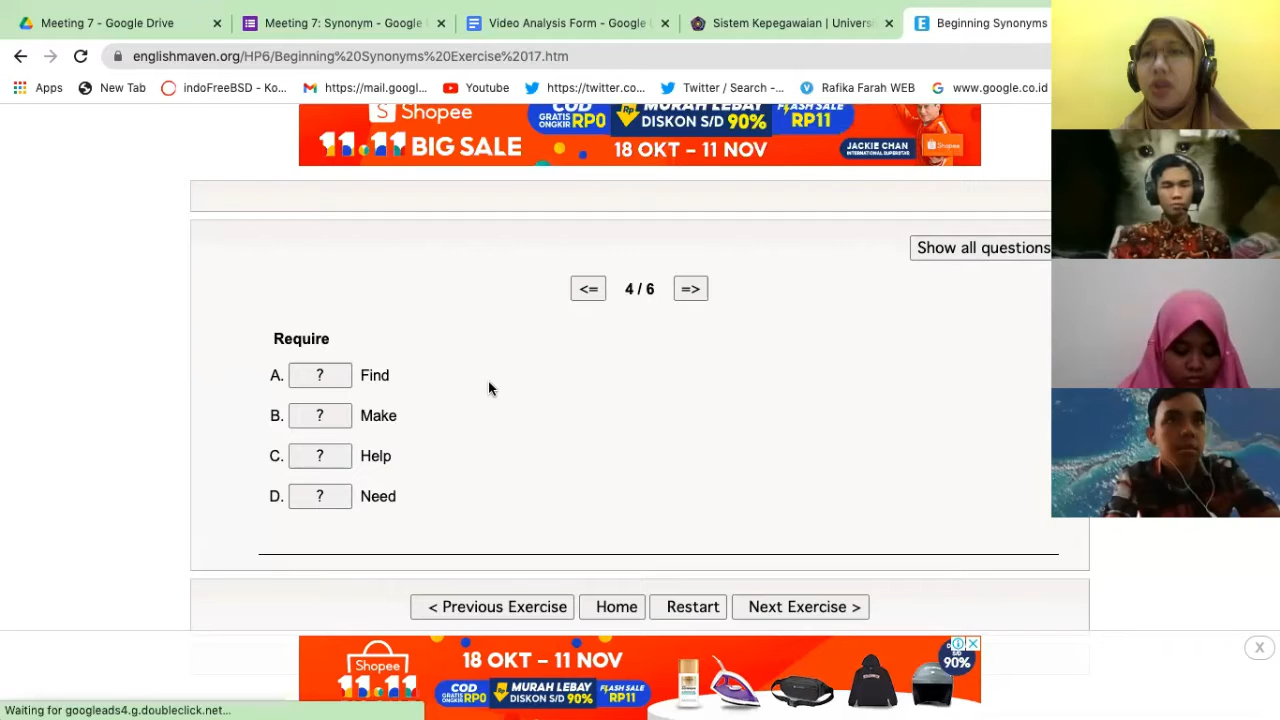 Meeting 7 - Google Drive
Meeting 7: Synonym - Google
Video Analysis Form - Google
Sistem Kepegawaian | Univers
Beginning Synonyms
englishmaven.org/HP6/Beginning%20Synonyms%20Exercise%2017.htm
Apps
New Tab
indoFreeBSD - Ko...
https://mail.googl...
Youtube
https://twitter.co...
Twitter / Search -...
Rafika Farah WEB
www.google.co.id
Shopee
11.11 BIG SALE
COD
GRATIS ONGKIR RP0
MURAH LEBAY
DISKON S/D 90%
FLASH SALE
RP11
18 OKT - 11 NOV
JACKIE CHAN
INTERNATIONAL SUPERSTAR
Shopee
Show all questions
<= 4 / 6 =>
Require
A. ? Find
B. ? Make
C. ? Help
D. ? Need
< Previous Exercise
Home
Restart
Next Exercise >
Shopee
11.11
18 OKT - 11 NOV
COD
GRATIS ONGKIR RP0
MURAH LEBAY
DISKON S/D 90%
FLASH SALE
RP11
90%
X
Waiting for googleads4.g.doubleclick.net...